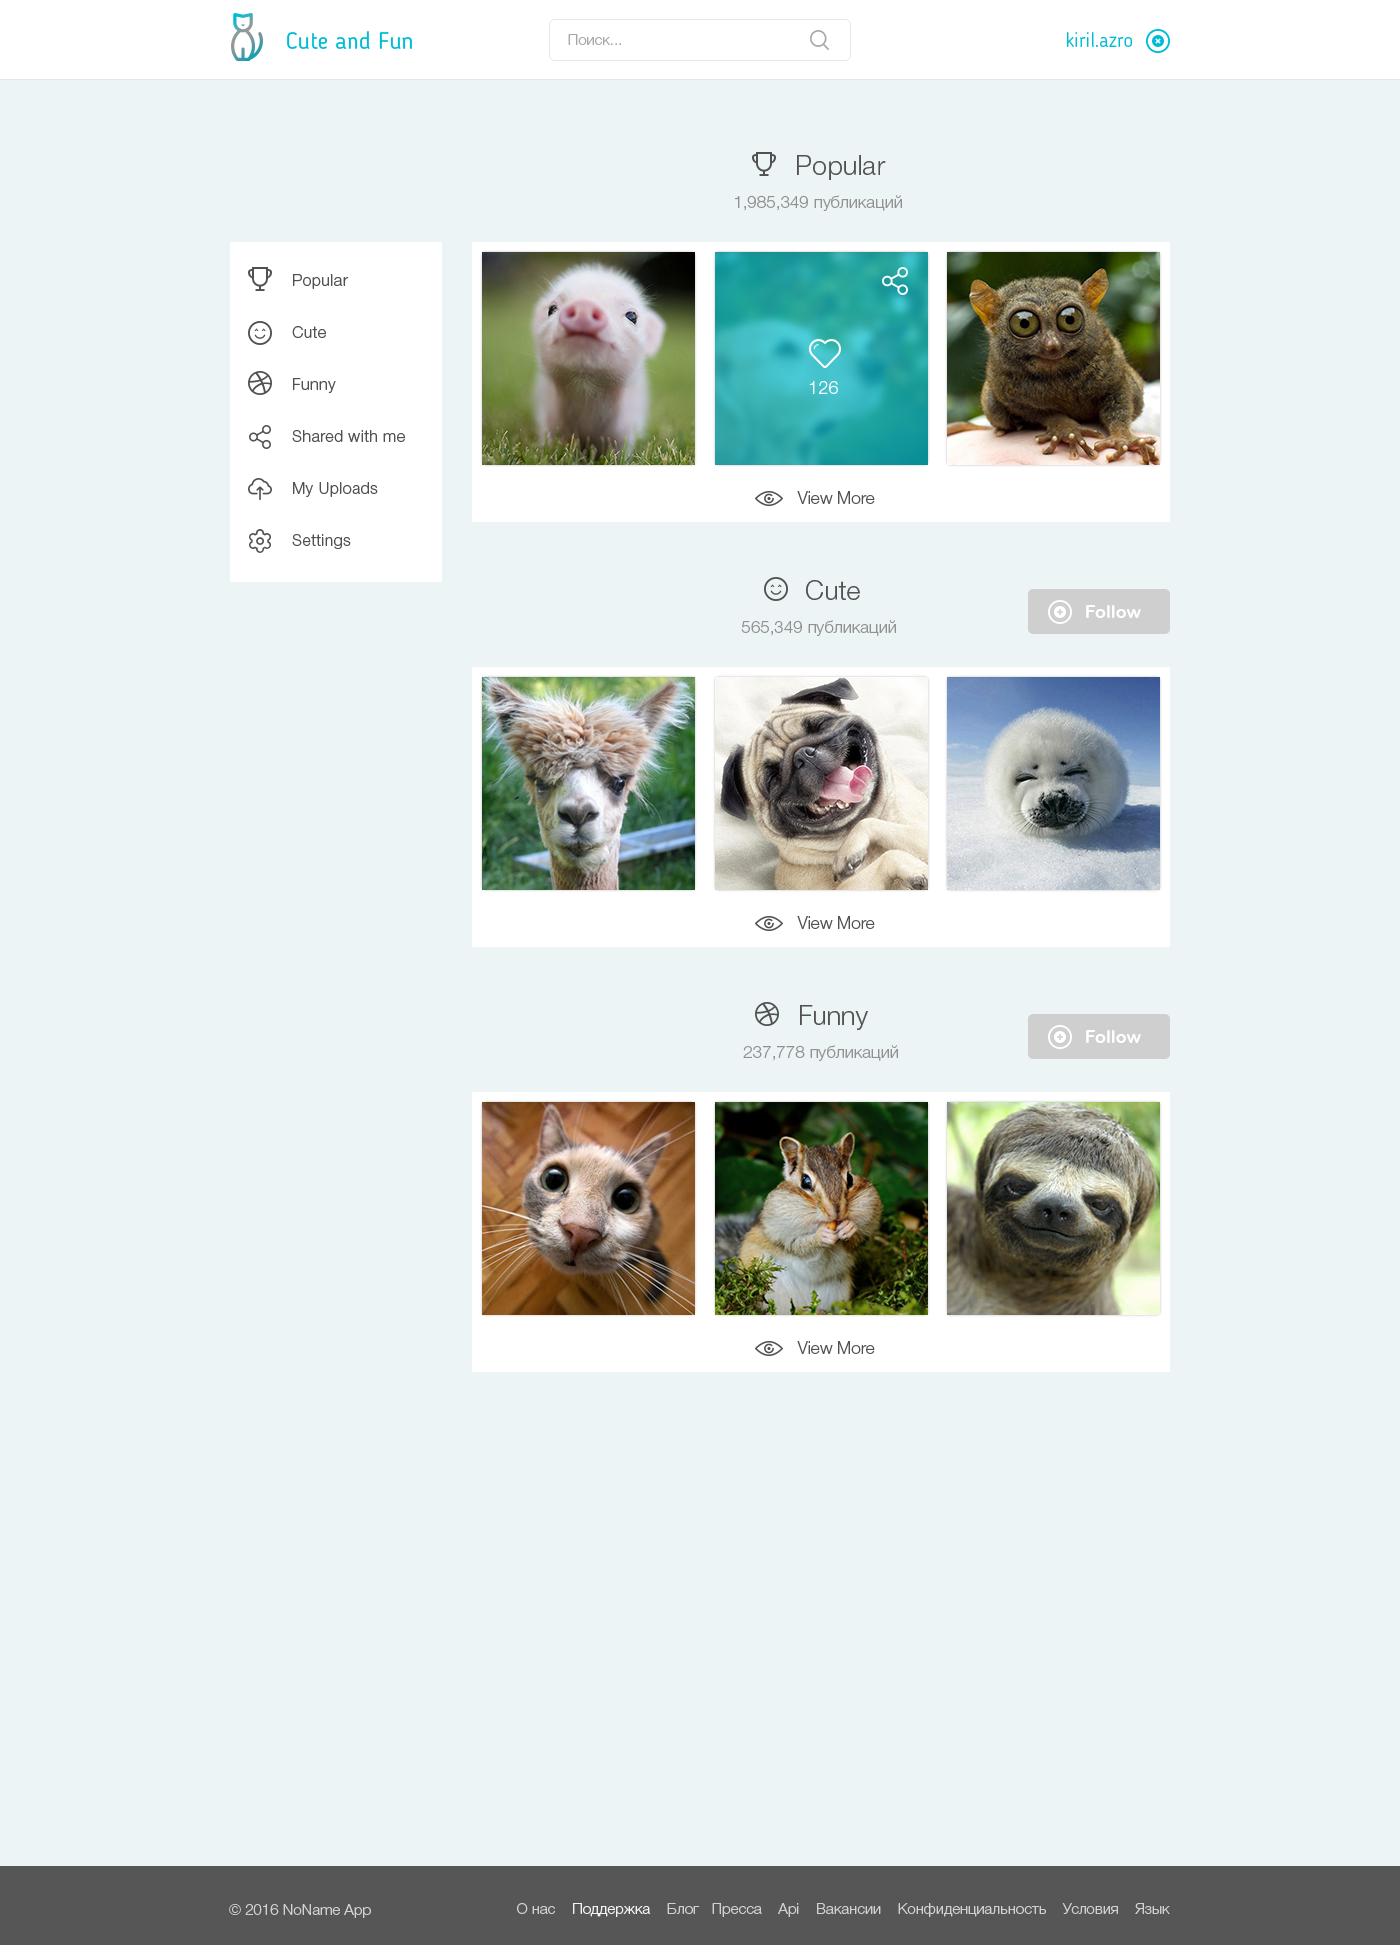 Cute and Fun
Поиск...
kiril.azro
Popular
1,985,349 публикаций
Popular
Cute
Funny
Shared with me
My Uploads
Settings
126
View More
Cute
565,349 публикаций
Follow
View More
Funny
237,778 публикаций
Follow
View More
© 2016 NoName App
О нас Поддержка Блог Пресса Api Вакансии Конфиденциальность Условия Язык